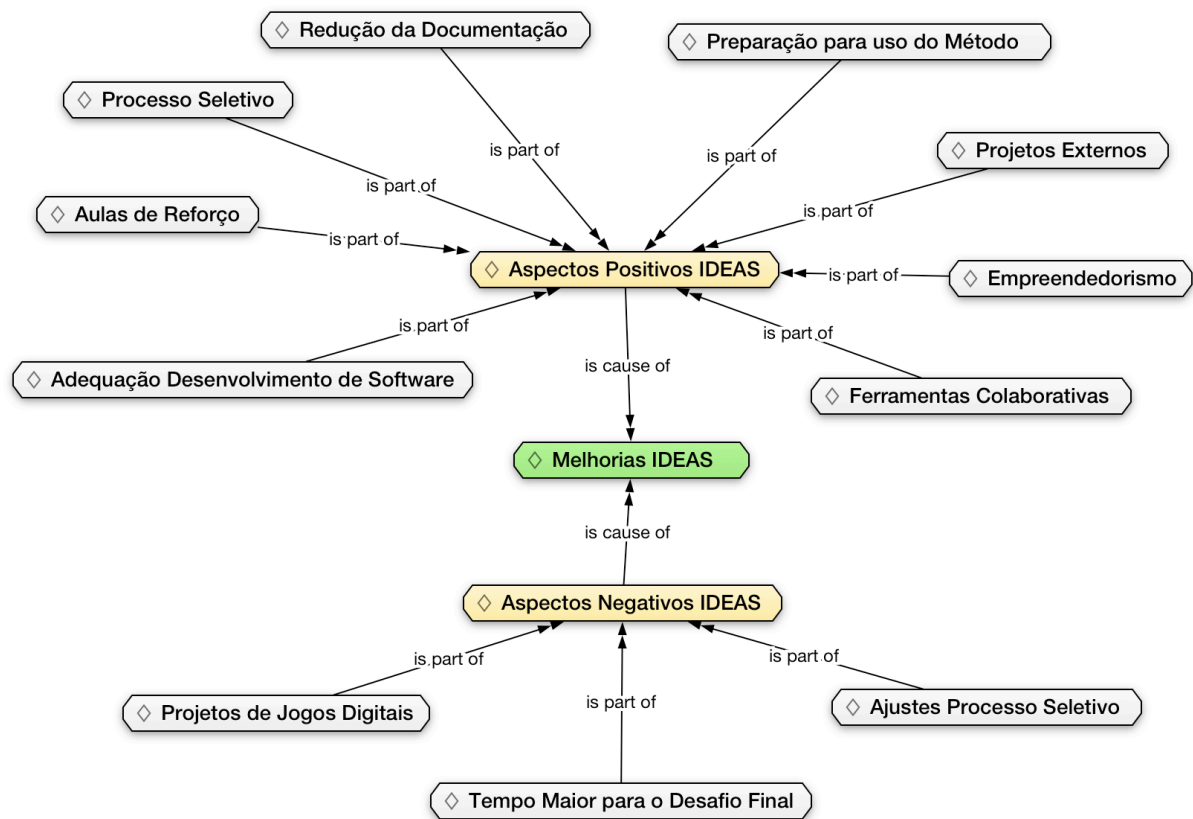 Redução da Documentação
Preparação para uso do Método
Processo Seletivo
is part of
Projetos Externos
is part of
is part of
Aulas de Reforço
is part of
is part of
Aspectos Positivos IDEAS
is part of
Empreendedorismo
is part of
is part of
is cause of
Adequação Desenvolvimento de Software
Ferramentas Colaborativas
Melhorias IDEAS
is cause of
Aspectos Negativos IDEAS
is part of
is part of
is part of
Projetos de Jogos Digitais
Ajustes Processo Seletivo
Tempo Maior para o Desafio Final